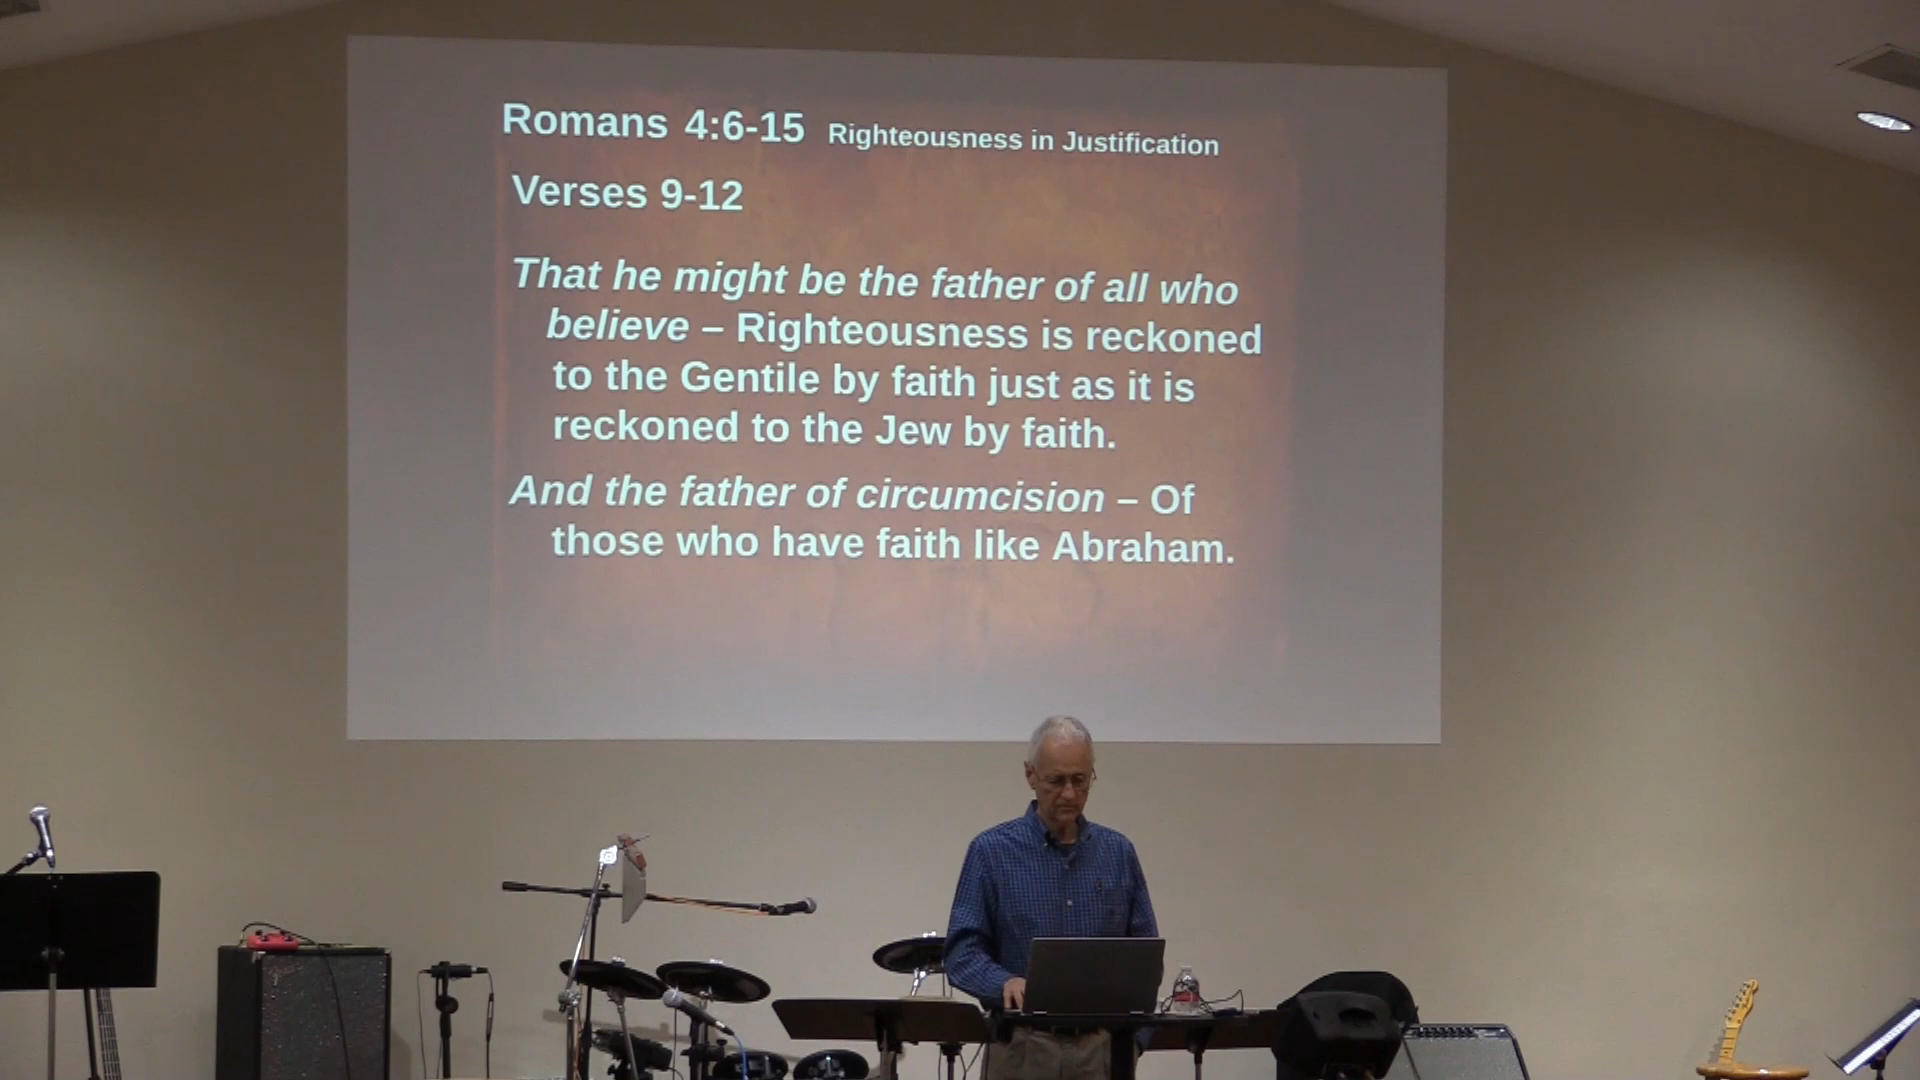 Romans 4:6-15 Righteousness in Justification
Verses 9-12
That he might be the father of all who
believe – Righteousness is reckoned
to the Gentile by faith just as it is
reckoned to the Jew by faith.
And the father of circumcision – Of
those who have faith like Abraham.